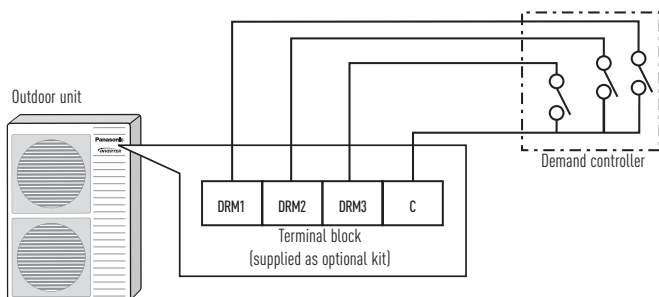 Outdoor unit
Panasonic
INVERTER
Demand controller
DRM1 DRM2 DRM3 C
Terminal block
(supplied as optional kit)